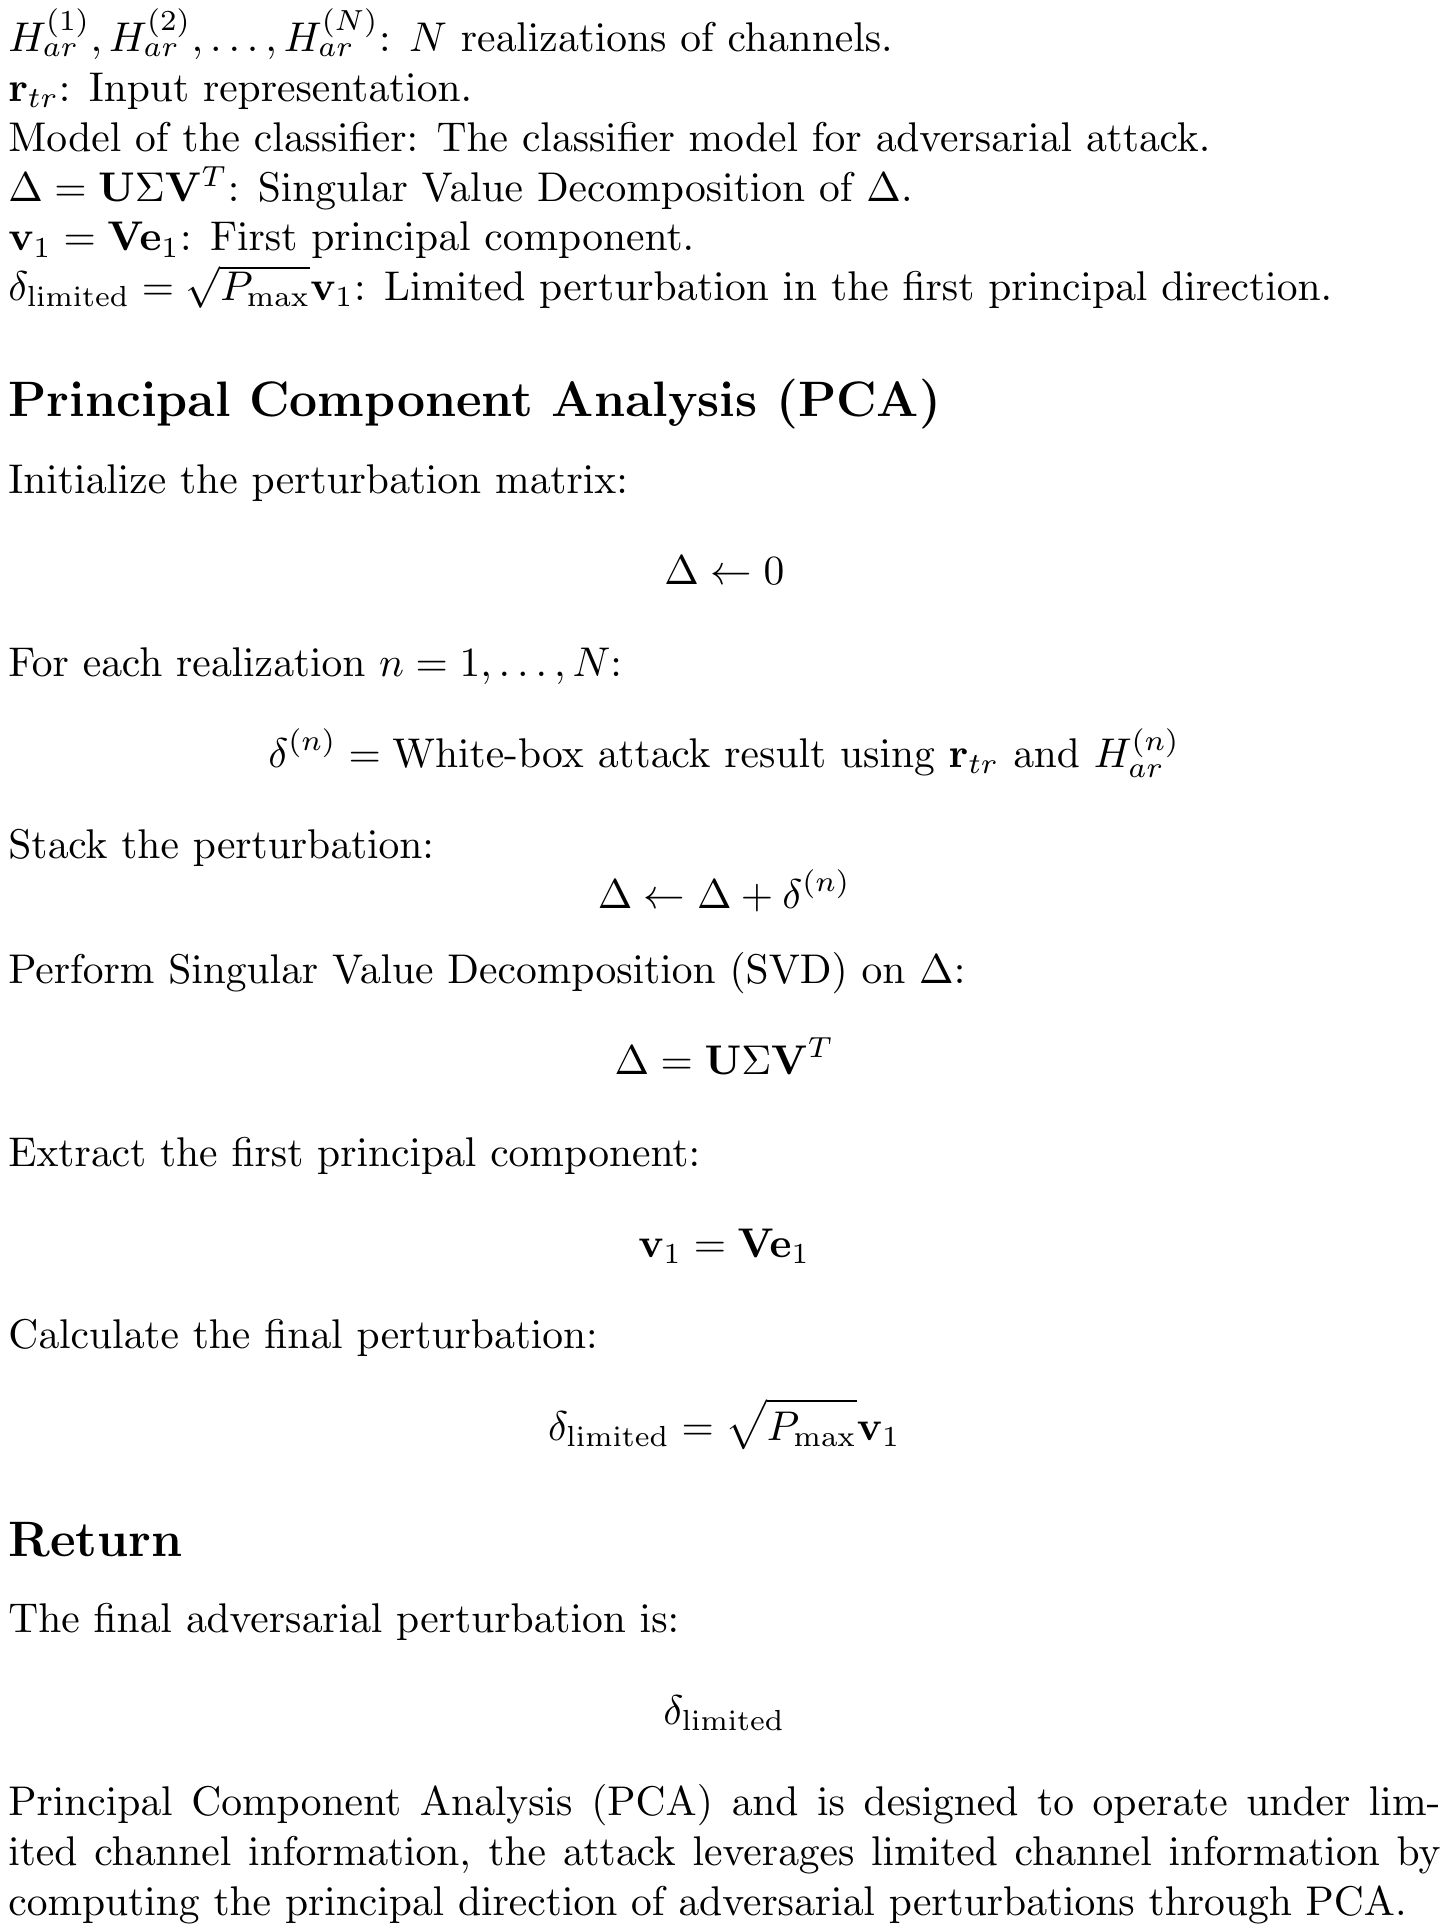 $H_{ar}^{(1)}, H_{ar}^{(2)}, \ldots, H_{ar}^{(N)}$: $N$ realizations of channels.
$\mathbf{r}_{tr}$: Input representation.
Model of the classifier: The classifier model for adversarial attack.
$\Delta = \mathbf{U}\Sigma\mathbf{V}^T$: Singular Value Decomposition of $\Delta$.
$\mathbf{v}_1 = \mathbf{V}\mathbf{e}_1$: First principal component.
$\delta_{\text{limited}} = \sqrt{P_{\max}}\mathbf{v}_1$: Limited perturbation in the first principal direction.
Principal Component Analysis (PCA)
Initialize the perturbation matrix:
$\Delta \leftarrow 0$
For each realization $n = 1, \ldots, N$:
$\delta^{(n)} = \text{White-box attack result using } \mathbf{r}_{tr} \text{ and } H_{ar}^{(n)}$
Stack the perturbation:
$\Delta \leftarrow \Delta + \delta^{(n)}$
Perform Singular Value Decomposition (SVD) on $\Delta$:
$\Delta = \mathbf{U}\Sigma\mathbf{V}^T$
Extract the first principal component:
$\mathbf{v}_1 = \mathbf{V}\mathbf{e}_1$
Calculate the final perturbation:
$\delta_{\text{limited}} = \sqrt{P_{\max}}\mathbf{v}_1$
Return
The final adversarial perturbation is:
$\delta_{\text{limited}}$
Principal Component Analysis (PCA) and is designed to operate under lim-
ited channel information, the attack leverages limited channel information by
computing the principal direction of adversarial perturbations through PCA.